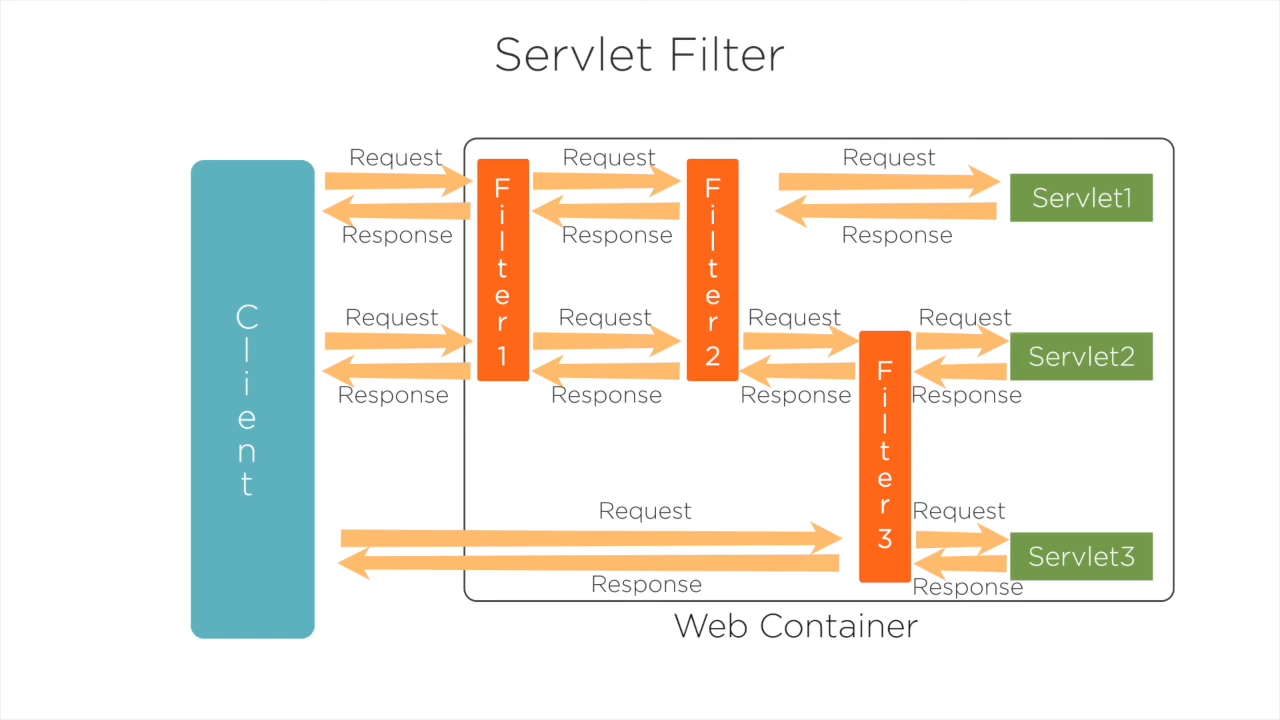 Servlet Filter
Request
Request
Request
Response
Response
Response
Servlet1
Client
Filter1
Filter2
Request
Request
Request
Request
Response
Response
Response
Response
Servlet2
Filter3
Request
Request
Response
Response
Servlet3
Web Container